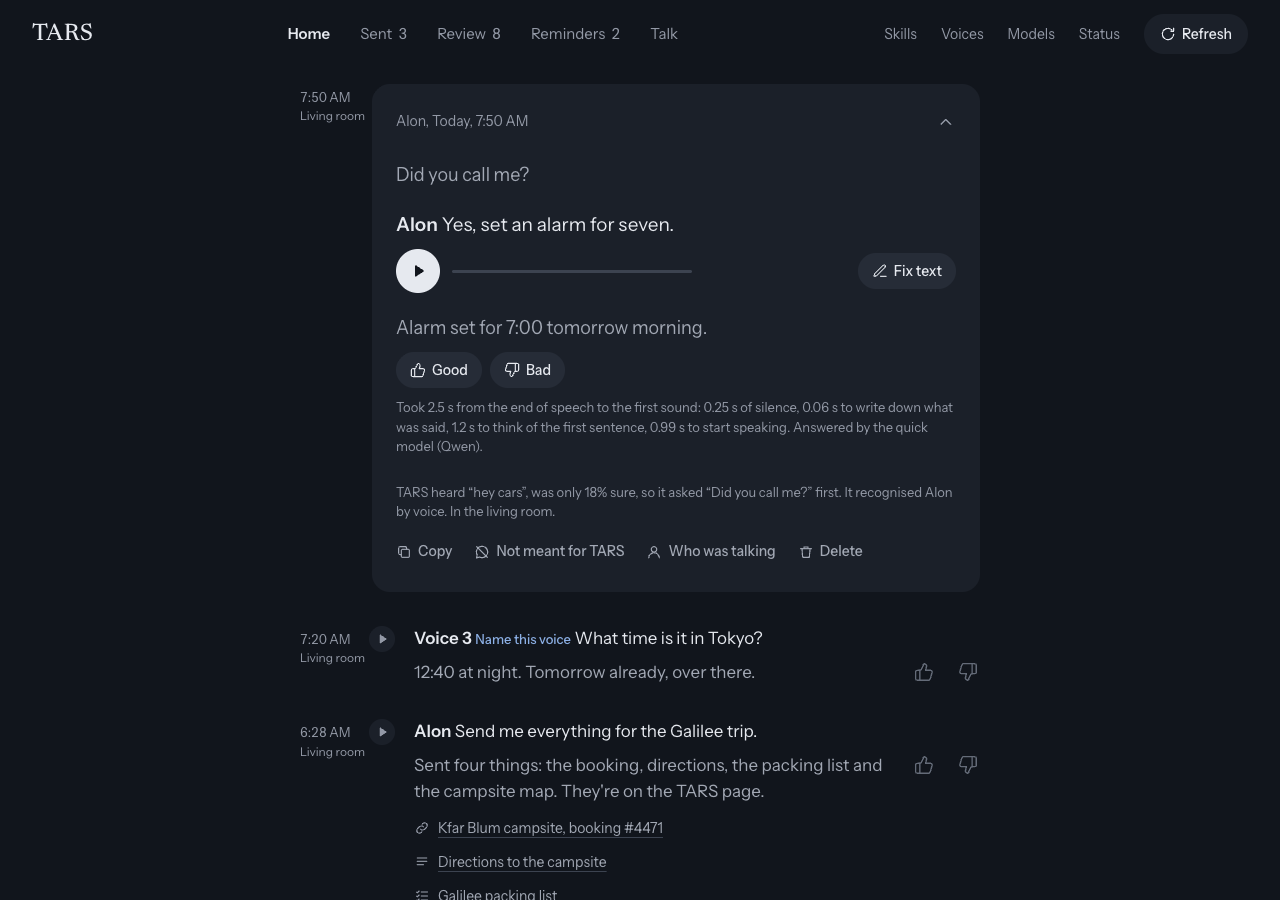 TARS
Home
Sent 3
Review 8
Reminders 2
Talk
Skills
Voices
Models
Status
Refresh
7:50 AM
Living room
Alon, Today, 7:50 AM
Did you call me?
Alon Yes, set an alarm for seven.
Fix text
Alarm set for 7:00 tomorrow morning.
Good
Bad
Took 2.5 s from the end of speech to the first sound: 0.25 s of silence, 0.06 s to write down what
was said, 1.2 s to think of the first sentence, 0.99 s to start speaking. Answered by the quick
model (Qwen).
TARS heard “hey cars”, was only 18% sure, so it asked “Did you call me?” first. It recognised Alon
by voice. In the living room.
Copy
Not meant for TARS
Who was talking
Delete
7:20 AM
Living room
Voice 3 Name this voice What time is it in Tokyo?
12:40 at night. Tomorrow already, over there.
6:28 AM
Living room
Alon Send me everything for the Galilee trip.
Sent four things: the booking, directions, the packing list and
the campsite map. They're on the TARS page.
Kfar Blum campsite, booking #4471
Directions to the campsite
Galilee packing list